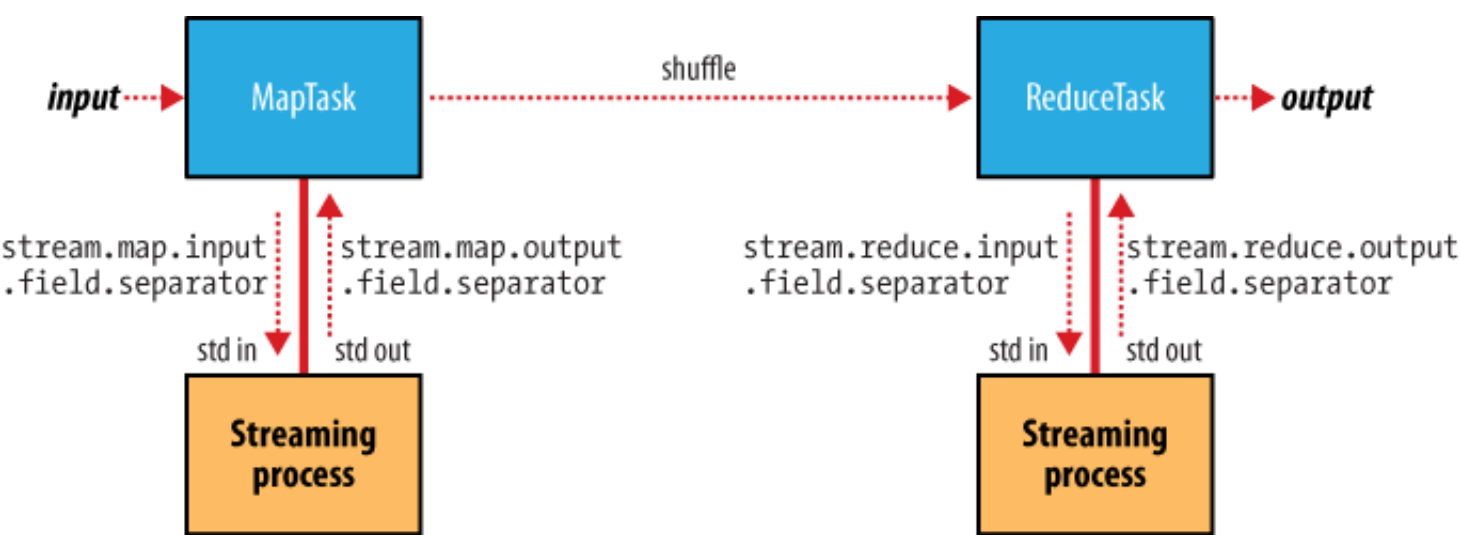 shuffle
input
MapTask
ReduceTask
output
stream.map.input
.field.separator
stream.map.output
.field.separator
stream.reduce.input
.field.separator
stream.reduce.output
.field.separator
std in
std out
std in
std out
Streaming
process
Streaming
process